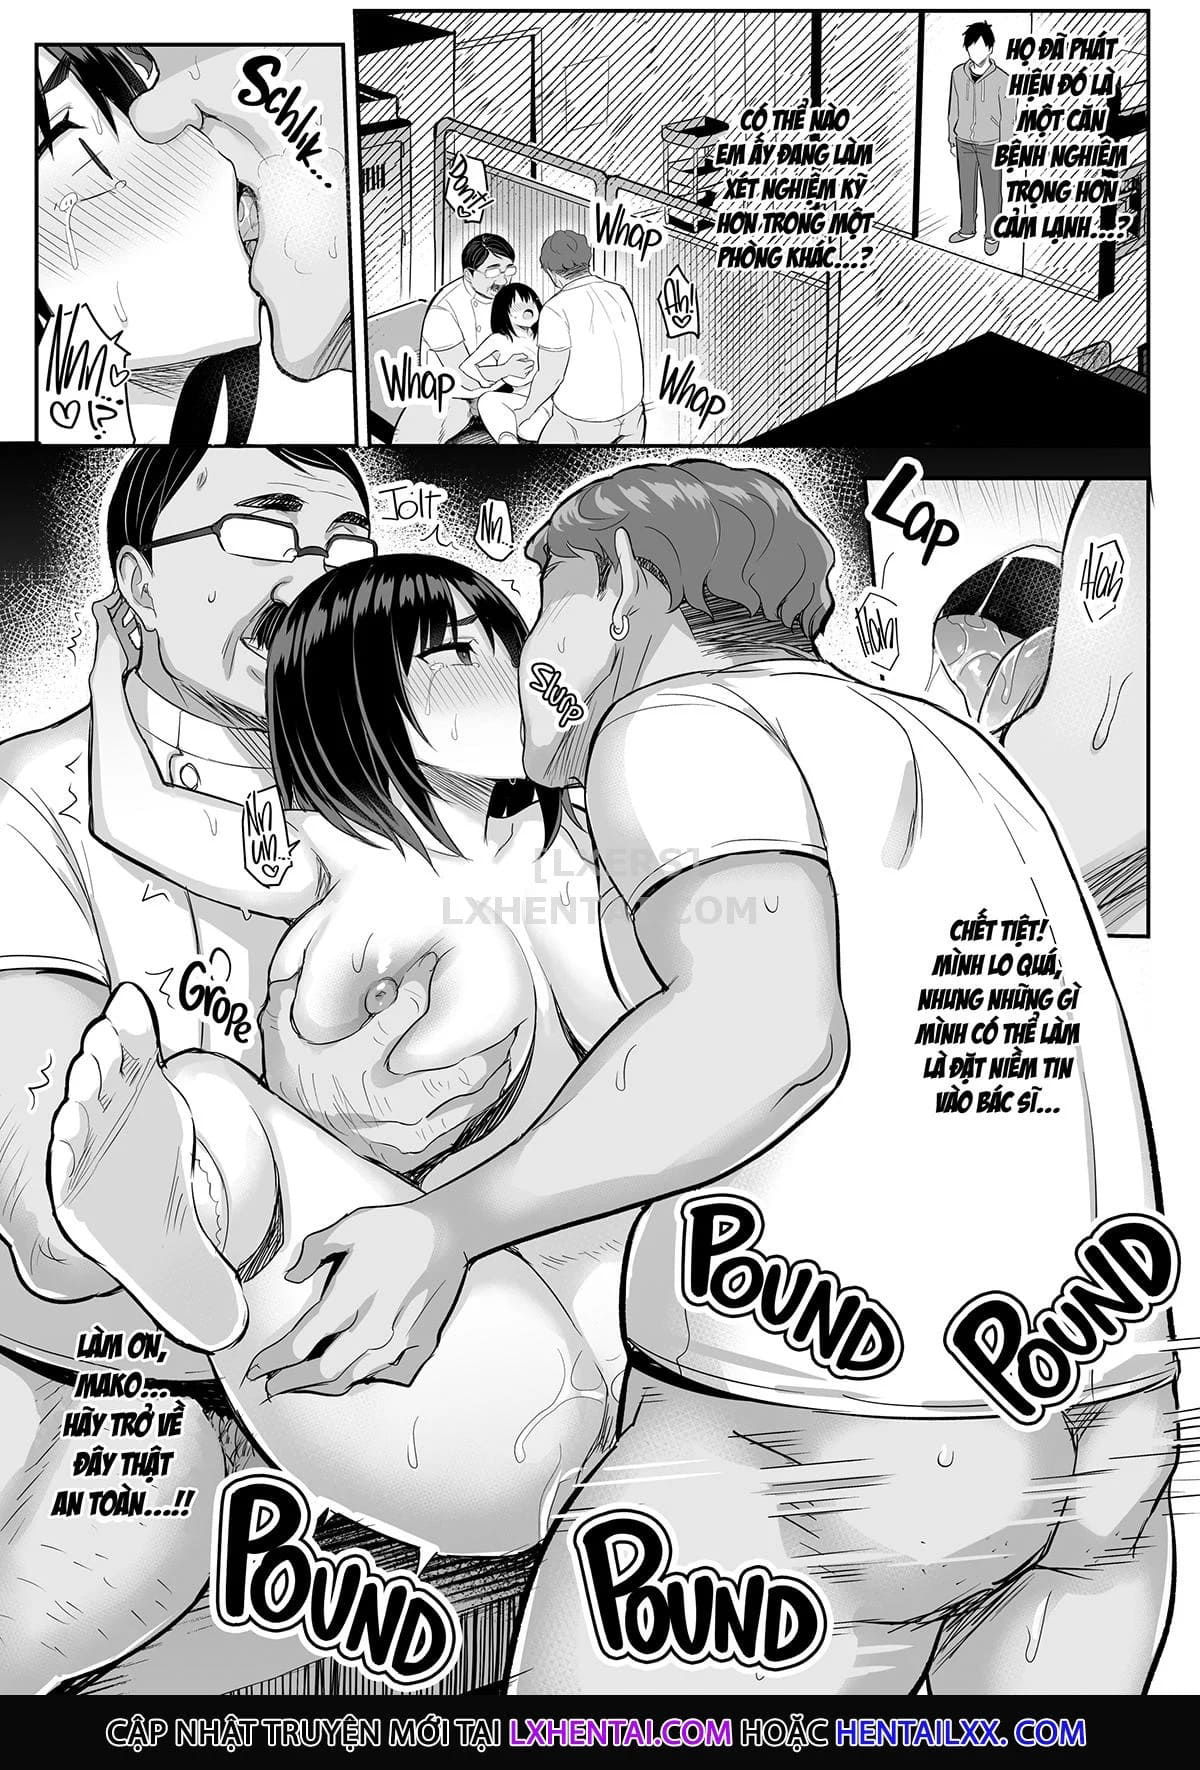 HỌ ĐÃ PHÁT
HIỆN ĐÓ LÀ
MỘT CĂN
BỆNH NGHIÊM
TRỌNG HƠN
CẢM LẠNH...?
CÓ THỂ NÀO
EM ẤY ĐANG LÀM
XÉT NGHIỆM KỸ
HƠN TRONG MỘT
PHÒNG KHÁC...?
Don't!
WHAP
Ah!
WHAP
WHAP
Schlik...
Nnn
!?
Jolt
Nn..
Lap
Hah
Hah
Slurp
Nn
uh..
Grope
[LXERS]
LXHENTAI.COM
CHẾT TIỆT!
MÌNH LO QUÁ,
NHƯNG NHỮNG GÌ
MÌNH CÓ THỂ LÀM
LÀ ĐẶT NIỀM TIN
VÀO BÁC SĨ...
POUND
POUND
LÀM ƠN,
MAKO...
HÃY TRỞ VỀ
ĐÂY THẬT
AN TOÀN...!!
POUND
POUND
CẬP NHẬT TRUYỆN MỚI TẠI LXHENTAI.COM HOẶC HENTAILXX. COM